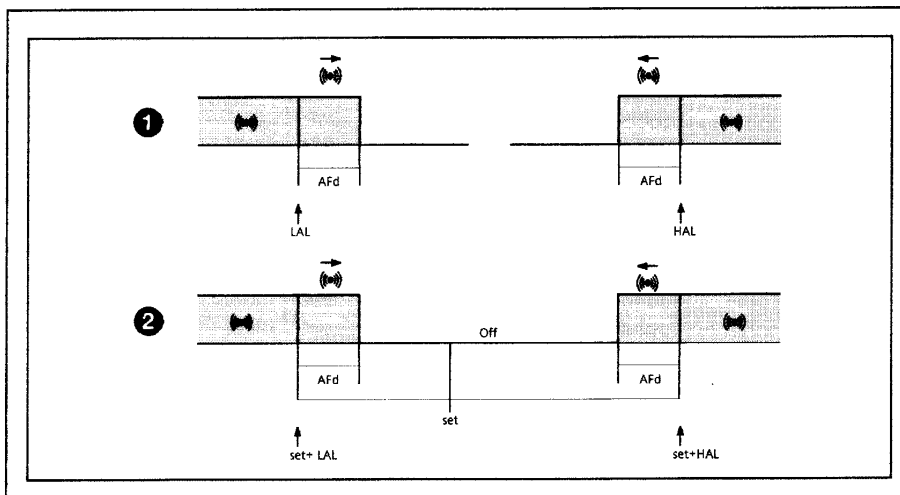 1
AFd AFd
LAL HAL
2
Off
AFd AFd
set
set+ LAL set+HAL